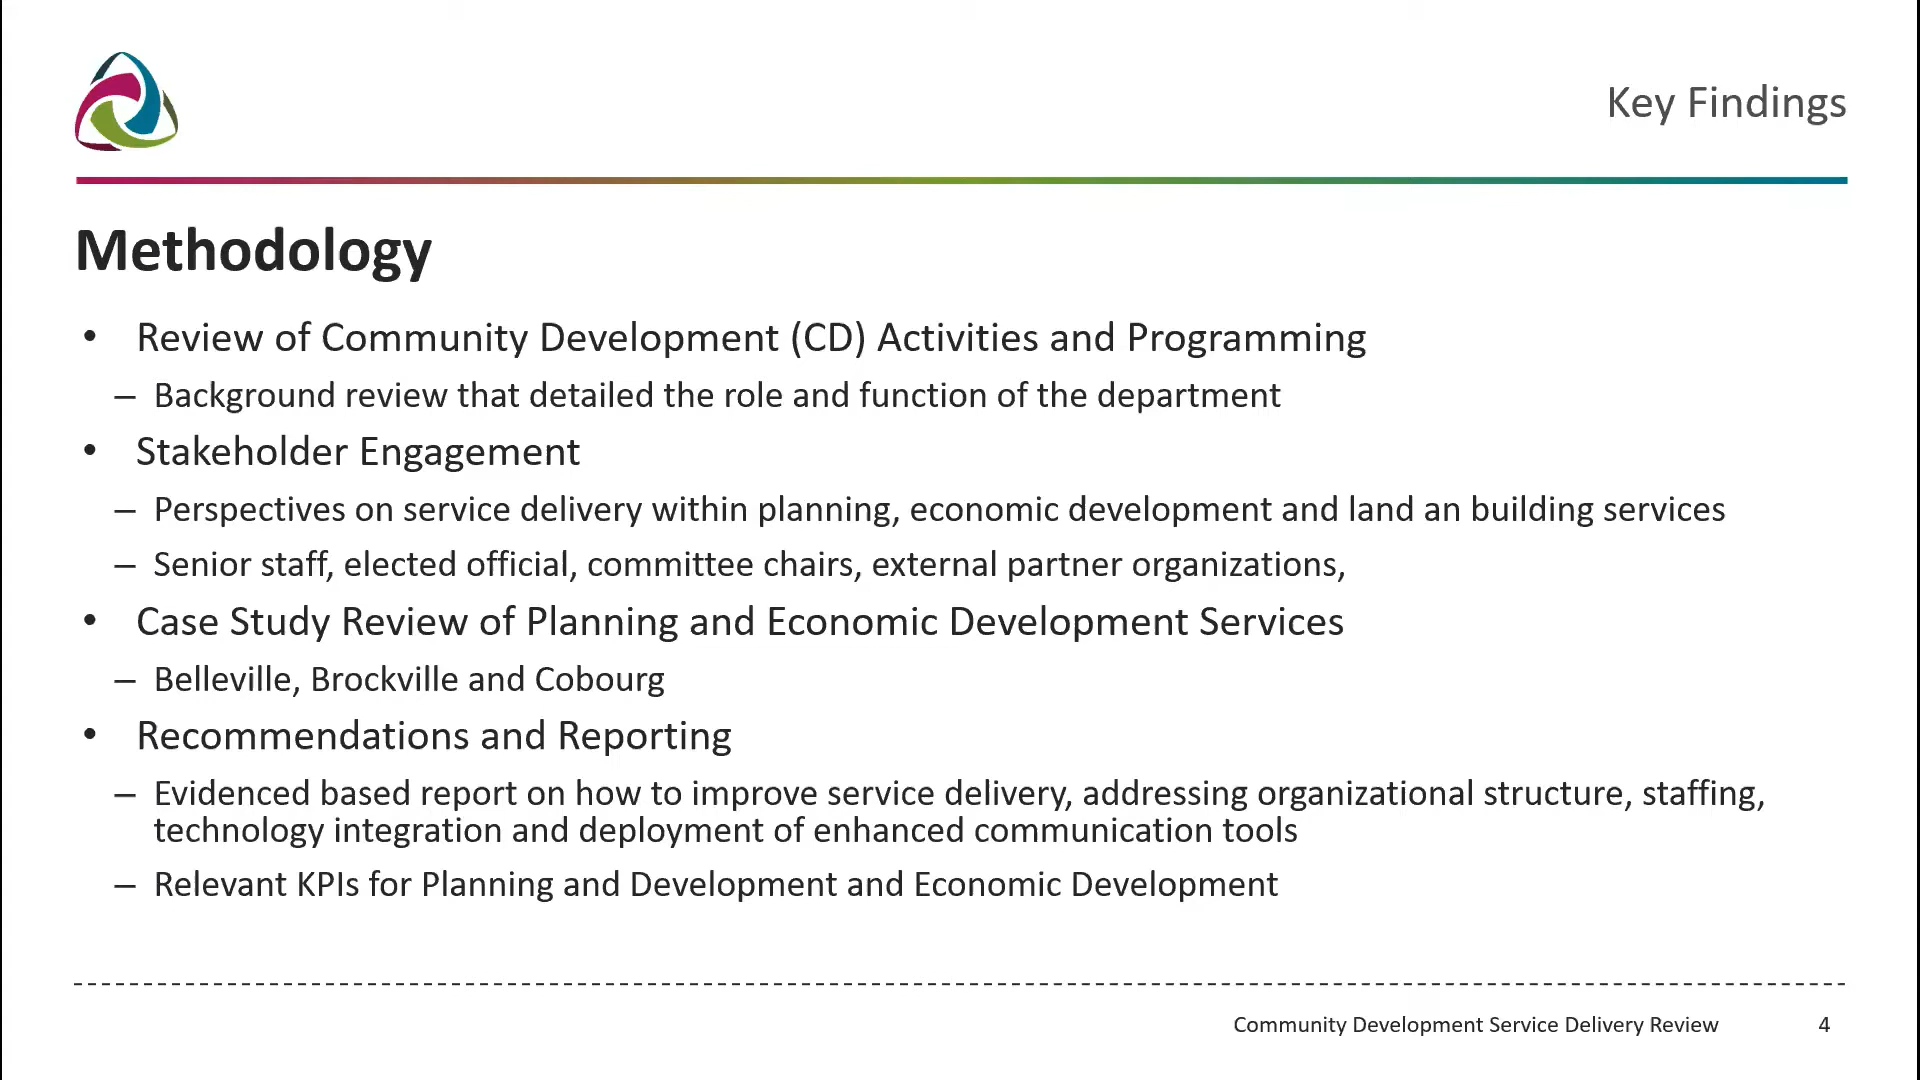 Key Findings
Methodology
• Review of Community Development (CD) Activities and Programming
– Background review that detailed the role and function of the department
• Stakeholder Engagement
– Perspectives on service delivery within planning, economic development and land an building services
– Senior staff, elected official, committee chairs, external partner organizations,
• Case Study Review of Planning and Economic Development Services
– Belleville, Brockville and Cobourg
• Recommendations and Reporting
– Evidenced based report on how to improve service delivery, addressing organizational structure, staffing,
technology integration and deployment of enhanced communication tools
– Relevant KPIs for Planning and Development and Economic Development
Community Development Service Delivery Review 4